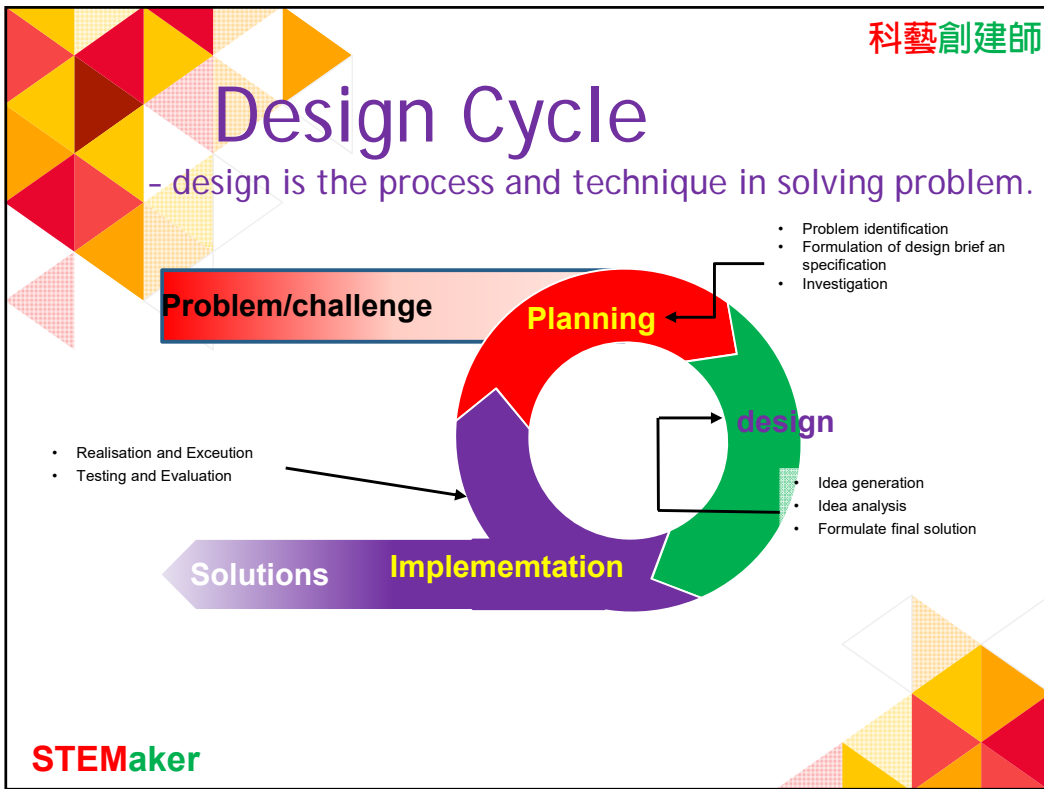 科藝創建師
Design Cycle
- design is the process and technique in solving problem.
• Problem identification
• Formulation of design brief an
specification
• Investigation
Problem/challenge
Planning
design
• Realisation and Exceution
• Testing and Evaluation
• Idea generation
• Idea analysis
• Formulate final solution
Solutions
Implememtation
STEMaker